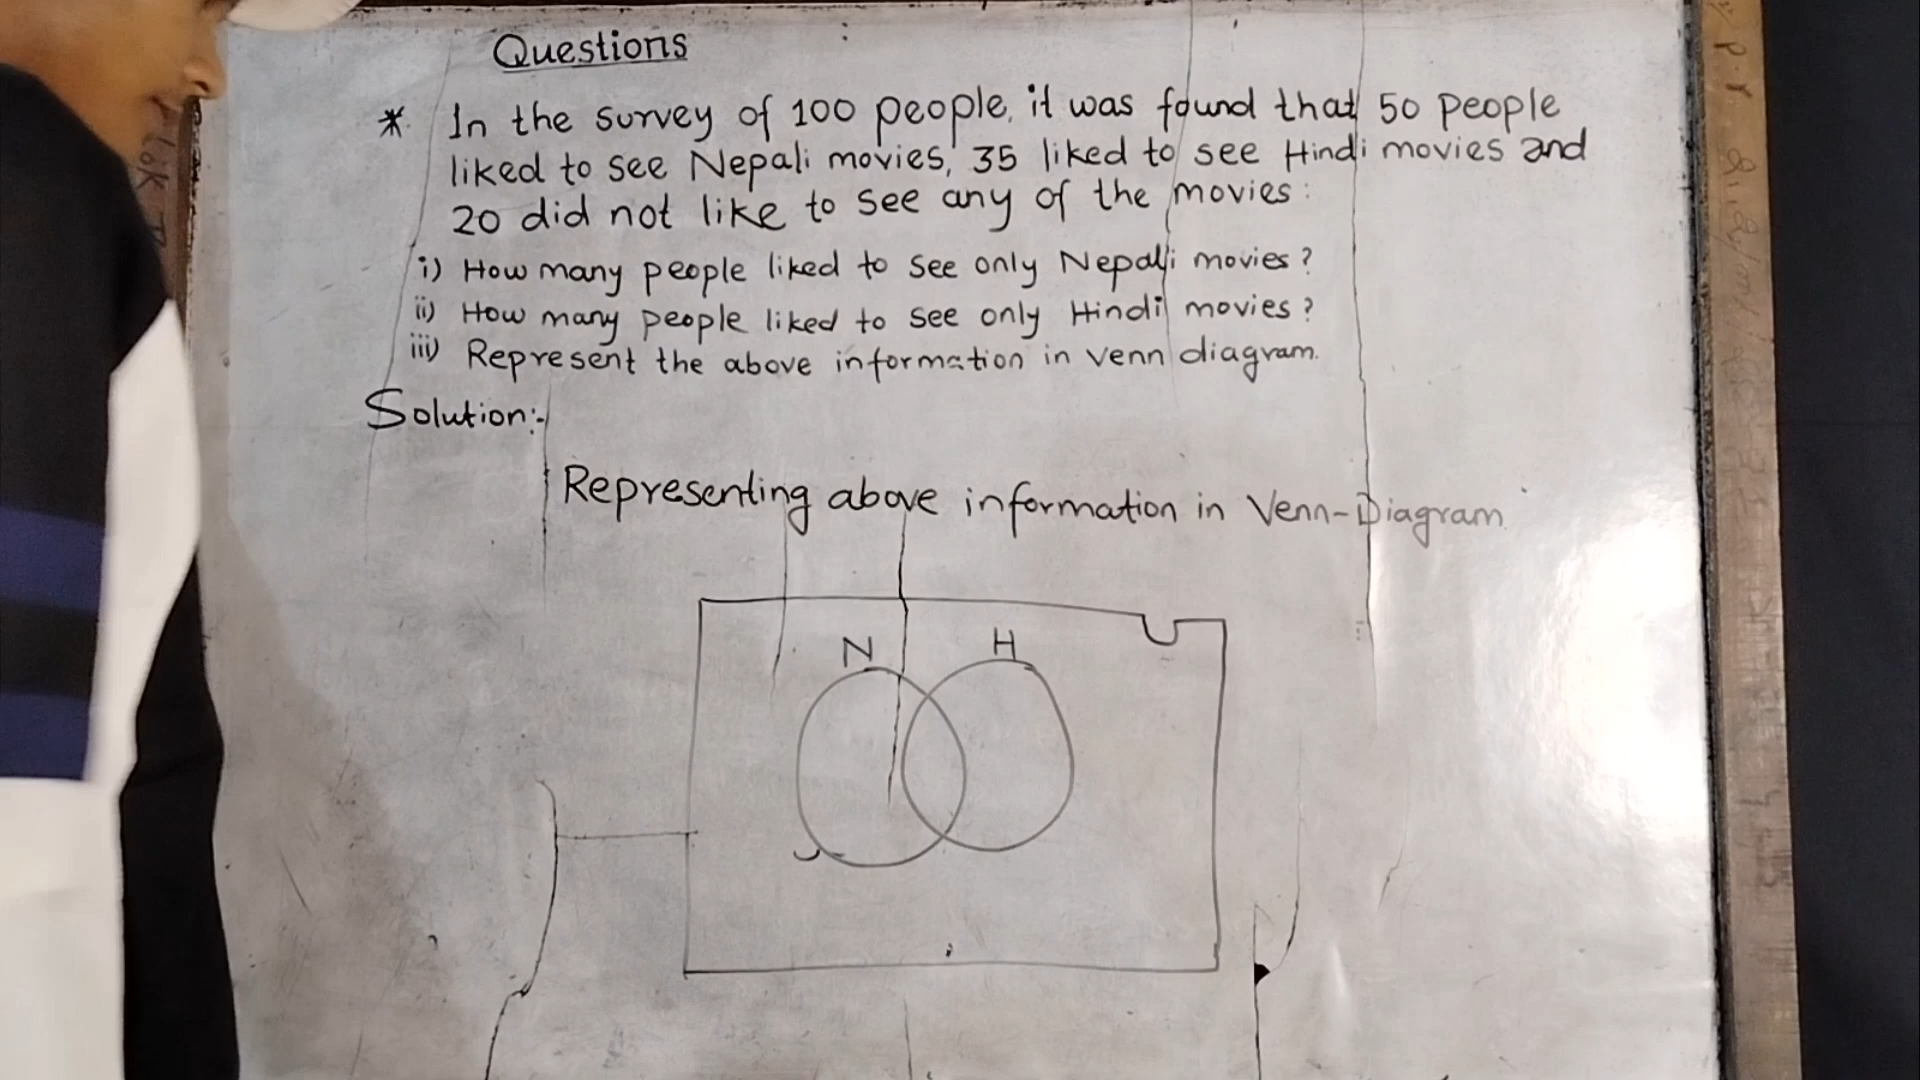 Questions
* In the survey of 100 people, it was found that 50 people
liked to see Nepali movies, 35 liked to see Hindi movies and
20 did not like to see any of the movies:
i) How many people liked to see only Nepali movies?
ii) How many people liked to see only Hindi movies?
iii) Represent the above information in venn diagram.
Solution:-
Representing above information in Venn-Diagram.
U
N H